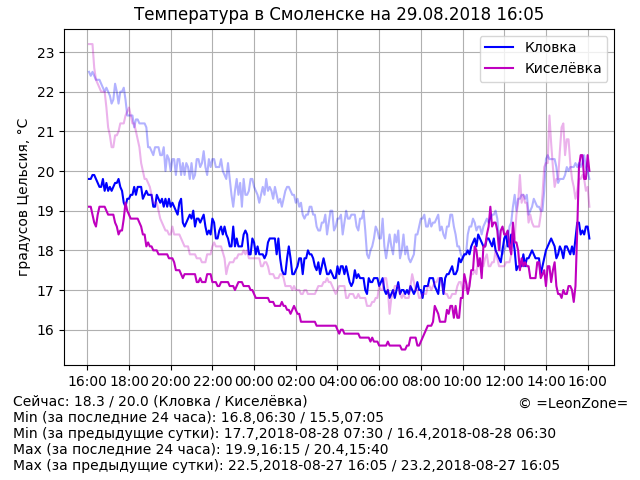 Температура в Смоленске на 29.08.2018 16:05
Кловка
Киселёвка
градусов Цельсия, °C
23
22
21
20
19
18
17
16
16:00 18:00 20:00 22:00 00:00 02:00 04:00 06:00 08:00 10:00 12:00 14:00 16:00
Сейчас: 18.3 / 20.0 (Кловка / Киселёвка)
© =LeonZone=
Min (за последние 24 часа): 16.8,06:30 / 15.5,07:05
Min (за предыдущие сутки): 17.7,2018-08-28 07:30 / 16.4,2018-08-28 06:30
Max (за последние 24 часа): 19.9,16:15 / 20.4,15:40
Max (за предыдущие сутки): 22.5,2018-08-27 16:05 / 23.2,2018-08-27 16:05